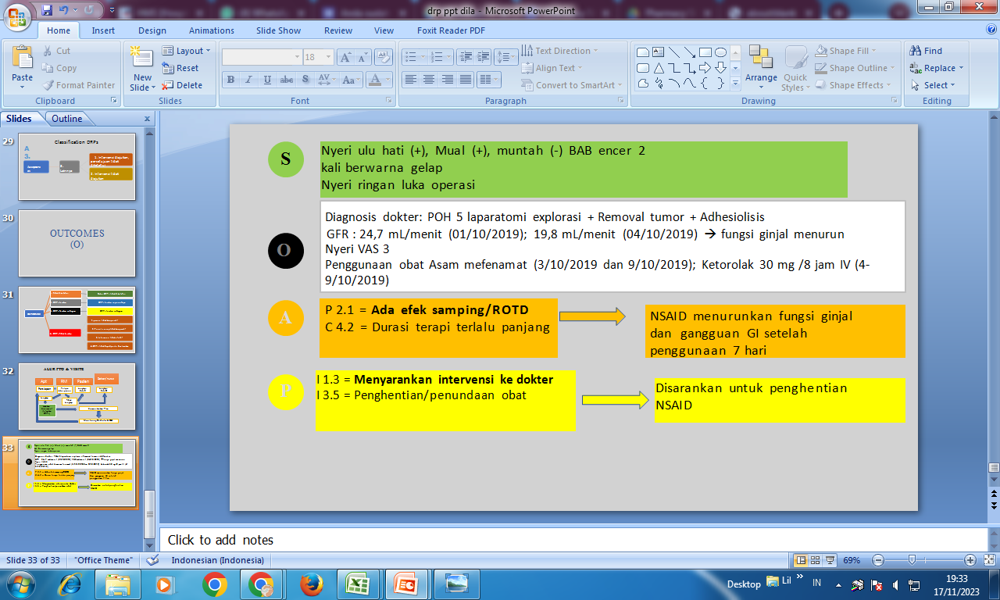 drp ppt dila - Microsoft PowerPoint
Home Insert Design Animations Slide Show Review View Foxit Reader PDF
Paste
Cut
Copy
Format Painter
Clipboard
New Slide
Layout
Reset
Delete
Slides
18
B I U abc S AV Aa A
Font
Text Direction
Align Text
Convert to SmartArt
Paragraph
Arrange
Quick Styles
Shape Fill
Shape Outline
Shape Effects
Drawing
Find
Replace
Select
Editing
Slides Outline x
29
Classification DRPs
A
3.
30
OUTCOMES
(O)
31
32
33
S
Nyeri ulu hati (+), Mual (+), muntah (-) BAB encer 2
kali berwarna gelap
Nyeri ringan luka operasi
O
Diagnosis dokter: POH 5 laparatomi explorasi + Removal tumor + Adhesiolisis
GFR : 24,7 mL/menit (01/10/2019); 19,8 mL/menit (04/10/2019) → fungsi ginjal menurun
Nyeri VAS 3
Penggunaan obat Asam mefenamat (3/10/2019 dan 9/10/2019); Ketorolak 30 mg /8 jam IV (4-
9/10/2019)
A
P 2.1 = Ada efek samping/ROTD
C 4.2 = Durasi terapi terlalu panjang
NSAID menurunkan fungsi ginjal
dan gangguan GI setelah
penggunaan 7 hari
P
I 1.3 = Menyarankan intervensi ke dokter
I 3.5 = Penghentian/penundaan obat
Disarankan untuk penghentian
NSAID
Click to add notes
Slide 33 of 33 "Office Theme" Indonesian (Indonesia) 69%
Desktop Lil » IN
19:33
17/11/2023